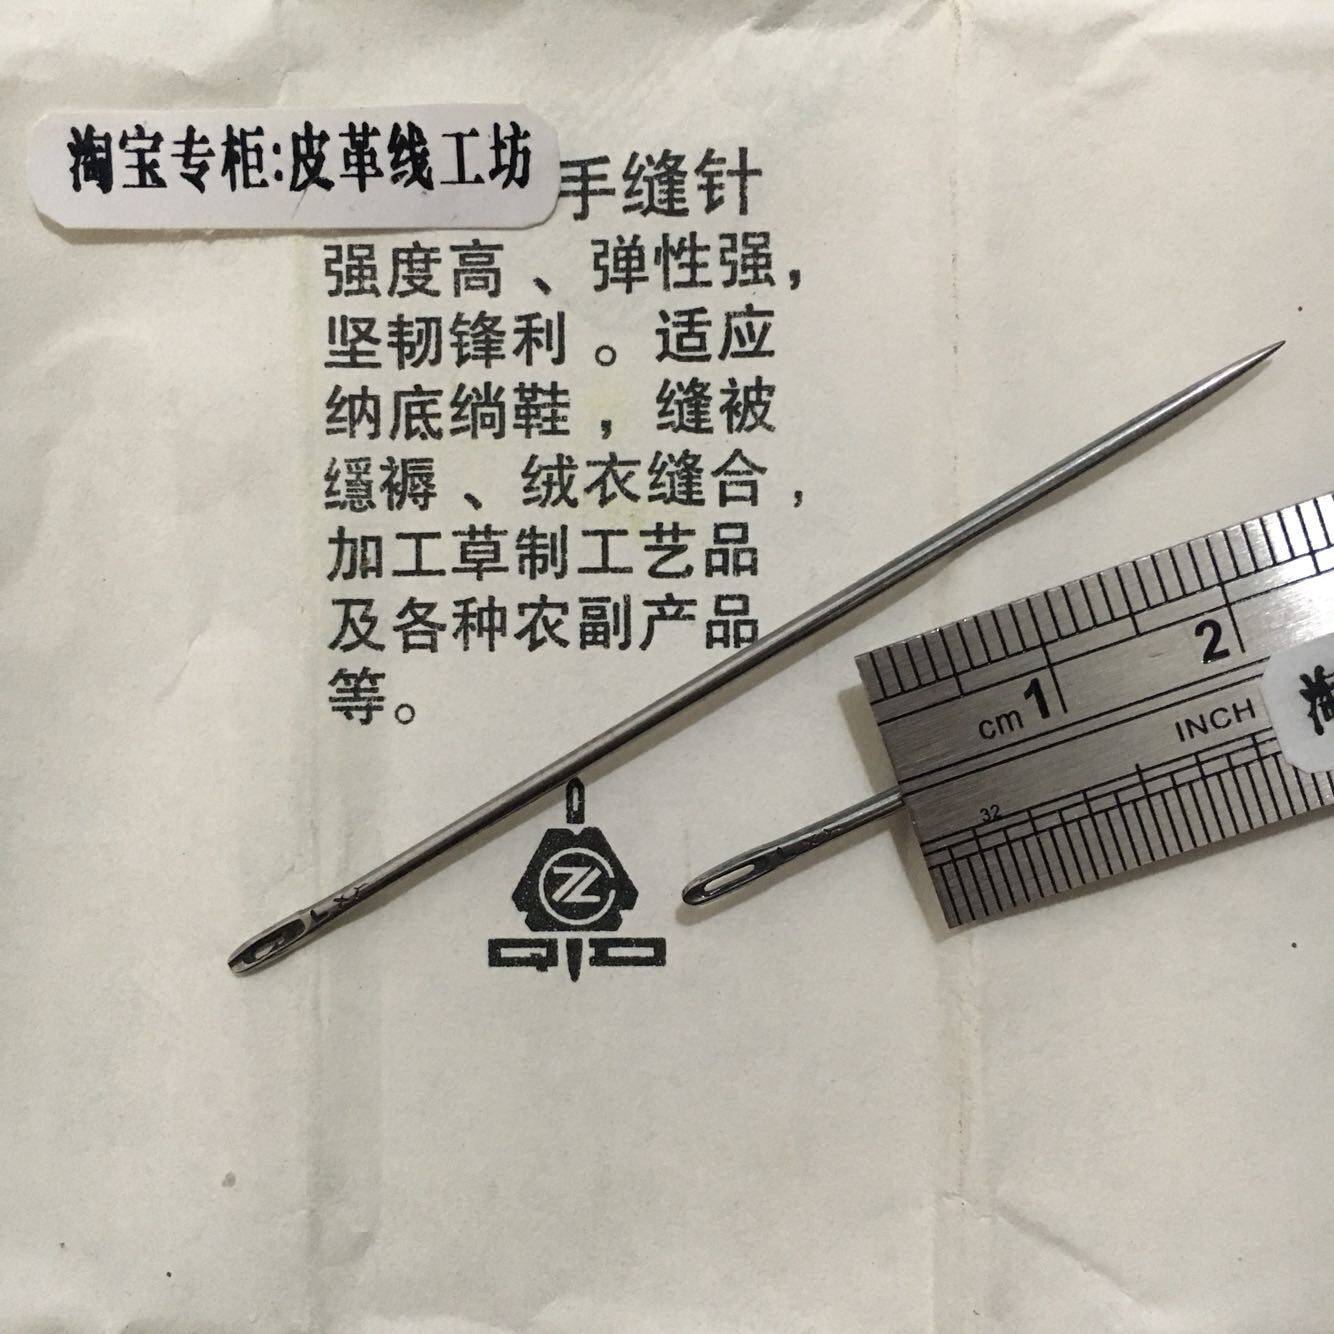 淘宝专柜:皮革线工坊
手缝针
强度高、弹性强，
坚韧锋利。适应
纳底绱鞋，缝被
缝褥、绒衣缝合，
加工草制工艺品
及各种农副产品
等。
cm 1 2
INCH
32
淘